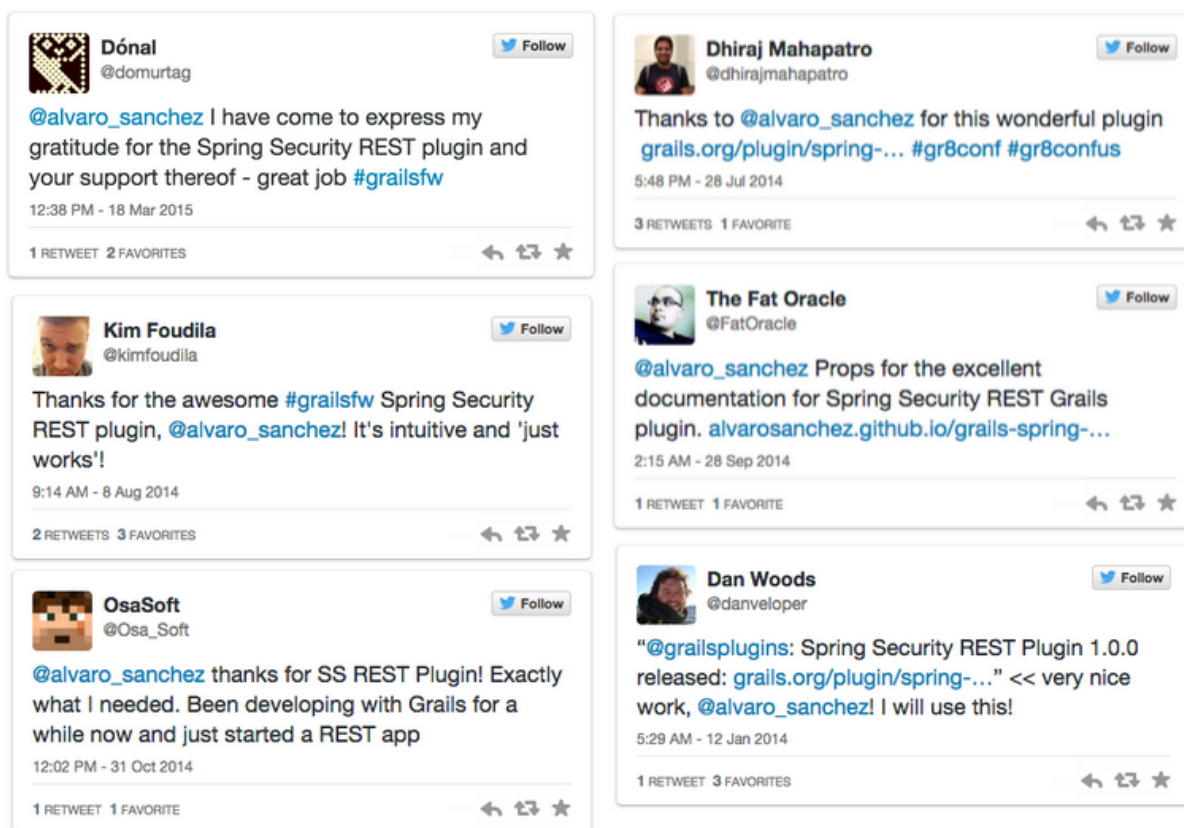 Dónal
Follow
@domurtag
@alvaro_sanchez I have come to express my
gratitude for the Spring Security REST plugin and
your support thereof - great job #grailsfw
12:38 PM - 18 Mar 2015
1 RETWEET 2 FAVORITES
Kim Foudila
Follow
@kimfoudila
Thanks for the awesome #grailsfw Spring Security
REST plugin, @alvaro_sanchez! It's intuitive and 'just
works'!
9:14 AM - 8 Aug 2014
2 RETWEETS 3 FAVORITES
OsaSoft
Follow
@Osa_Soft
@alvaro_sanchez thanks for SS REST Plugin! Exactly
what I needed. Been developing with Grails for a
while now and just started a REST app
12:02 PM - 31 Oct 2014
1 RETWEET 1 FAVORITE
Dhiraj Mahapatro
Follow
@dhirajmahapatro
Thanks to @alvaro_sanchez for this wonderful plugin
grails.org/plugin/spring-... #gr8conf #gr8confus
5:48 PM - 28 Jul 2014
3 RETWEETS 1 FAVORITE
The Fat Oracle
Follow
@FatOracle
@alvaro_sanchez Props for the excellent
documentation for Spring Security REST Grails
plugin. alvarosanchez.github.io/grails-spring-...
2:15 AM - 28 Sep 2014
1 RETWEET 1 FAVORITE
Dan Woods
Follow
@danveloper
“@grailsplugins: Spring Security REST Plugin 1.0.0
released: grails.org/plugin/spring-...” << very nice
work, @alvaro_sanchez! I will use this!
5:29 AM - 12 Jan 2014
1 RETWEET 3 FAVORITES